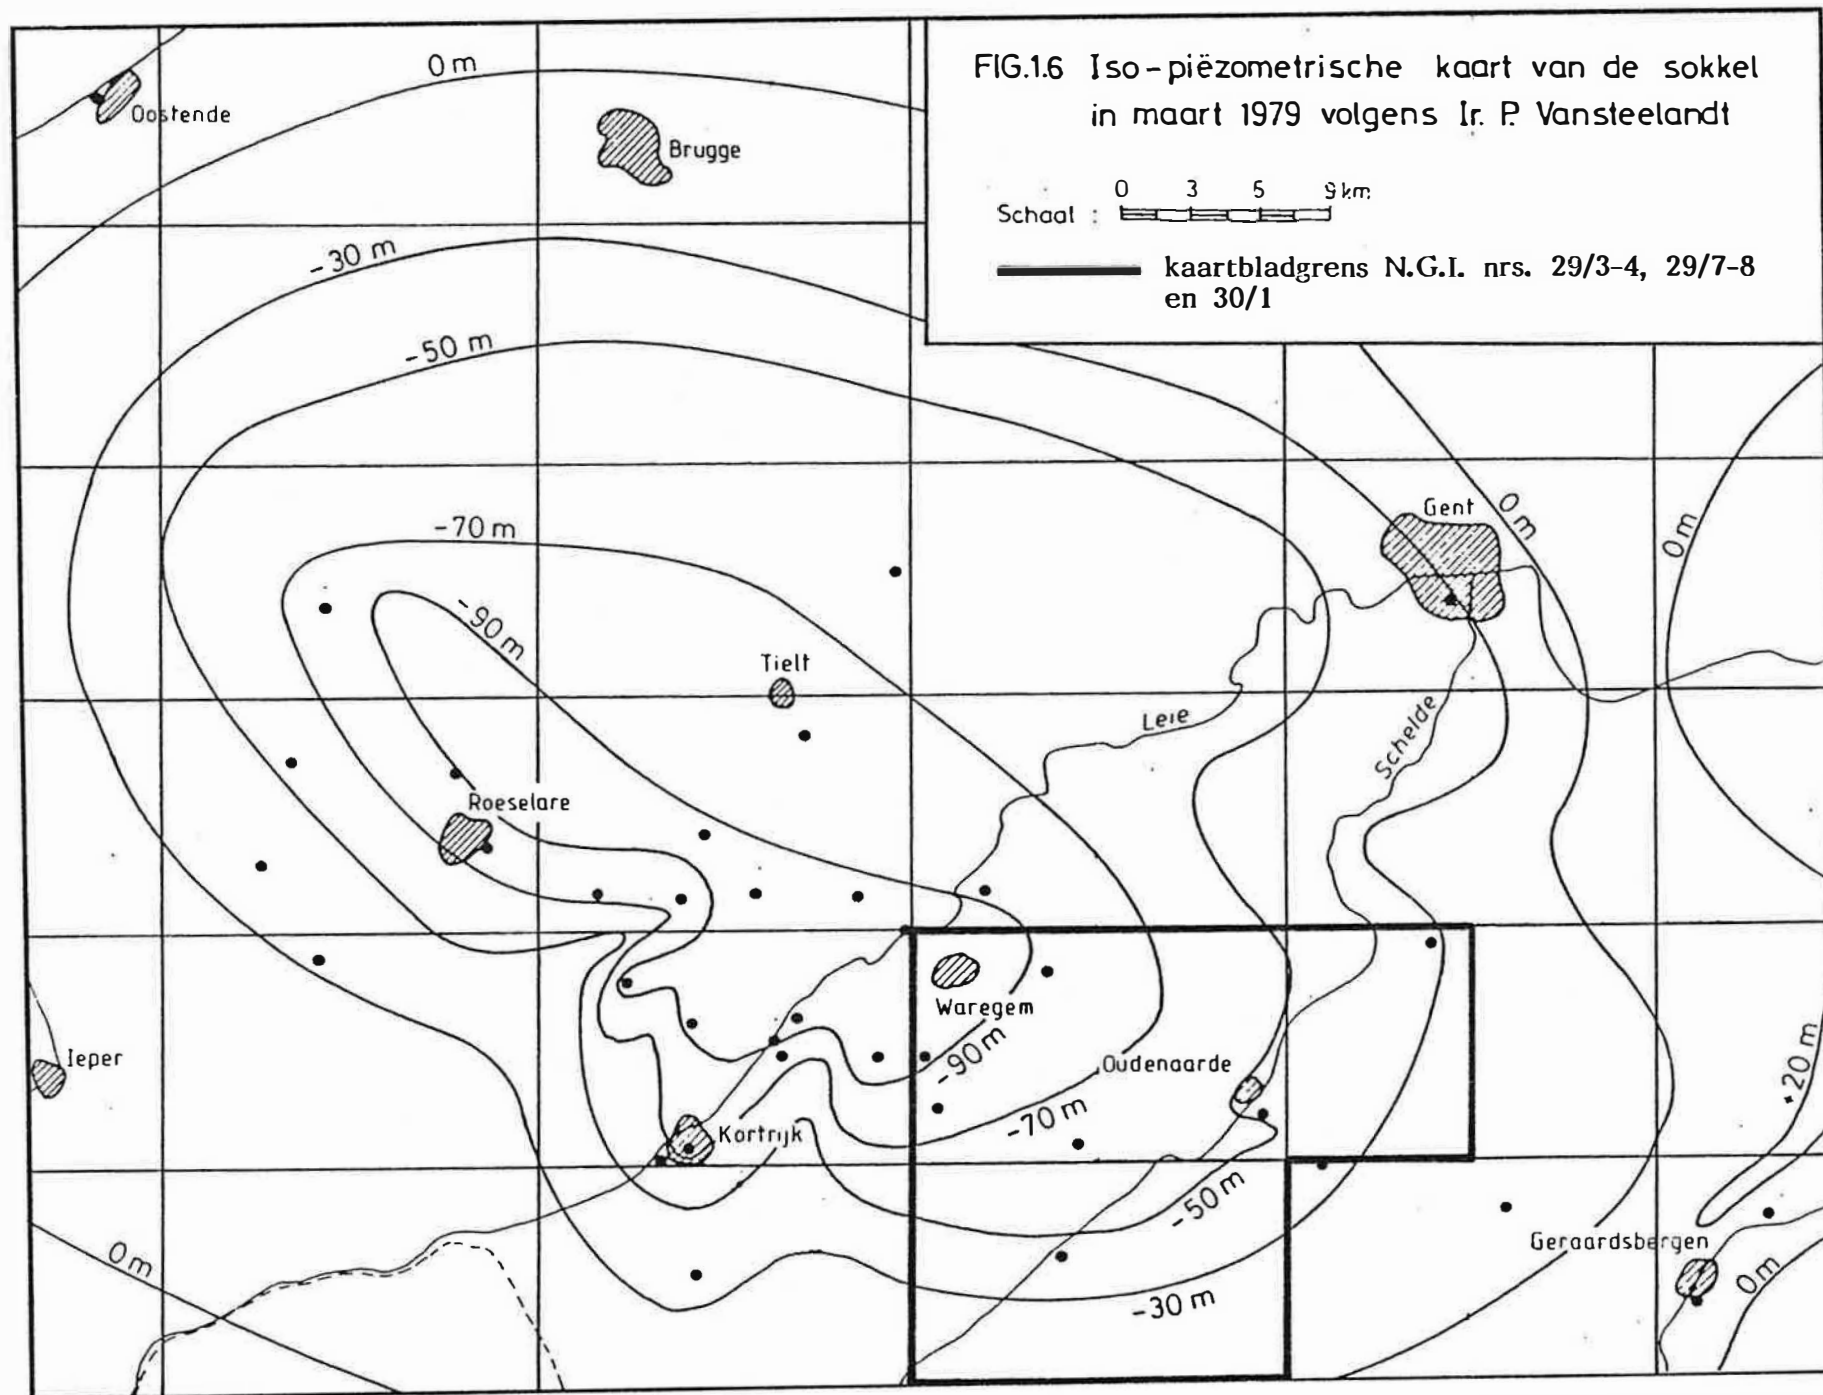 FIG.1.6 Iso-piëzometrische kaart van de sokkel
in maart 1979 volgens Ir. P. Vansteelandt
0 3 6 9 km
Schaal :
kaartbladgrens N.G.I. nrs. 29/3-4, 29/7-8
en 30/1
0 m
Oostende
Brugge
-30 m
-50 m
-70 m
Gent
0 m
0 m
-90 m
Tielt
Leie
Schelde
Roeselare
Waregem
Ieper
-90 m
Oudenaarde
+20 m
-70 m
Kortrijk
-50 m
Geraardsbergen
0 m
0 m
-30 m